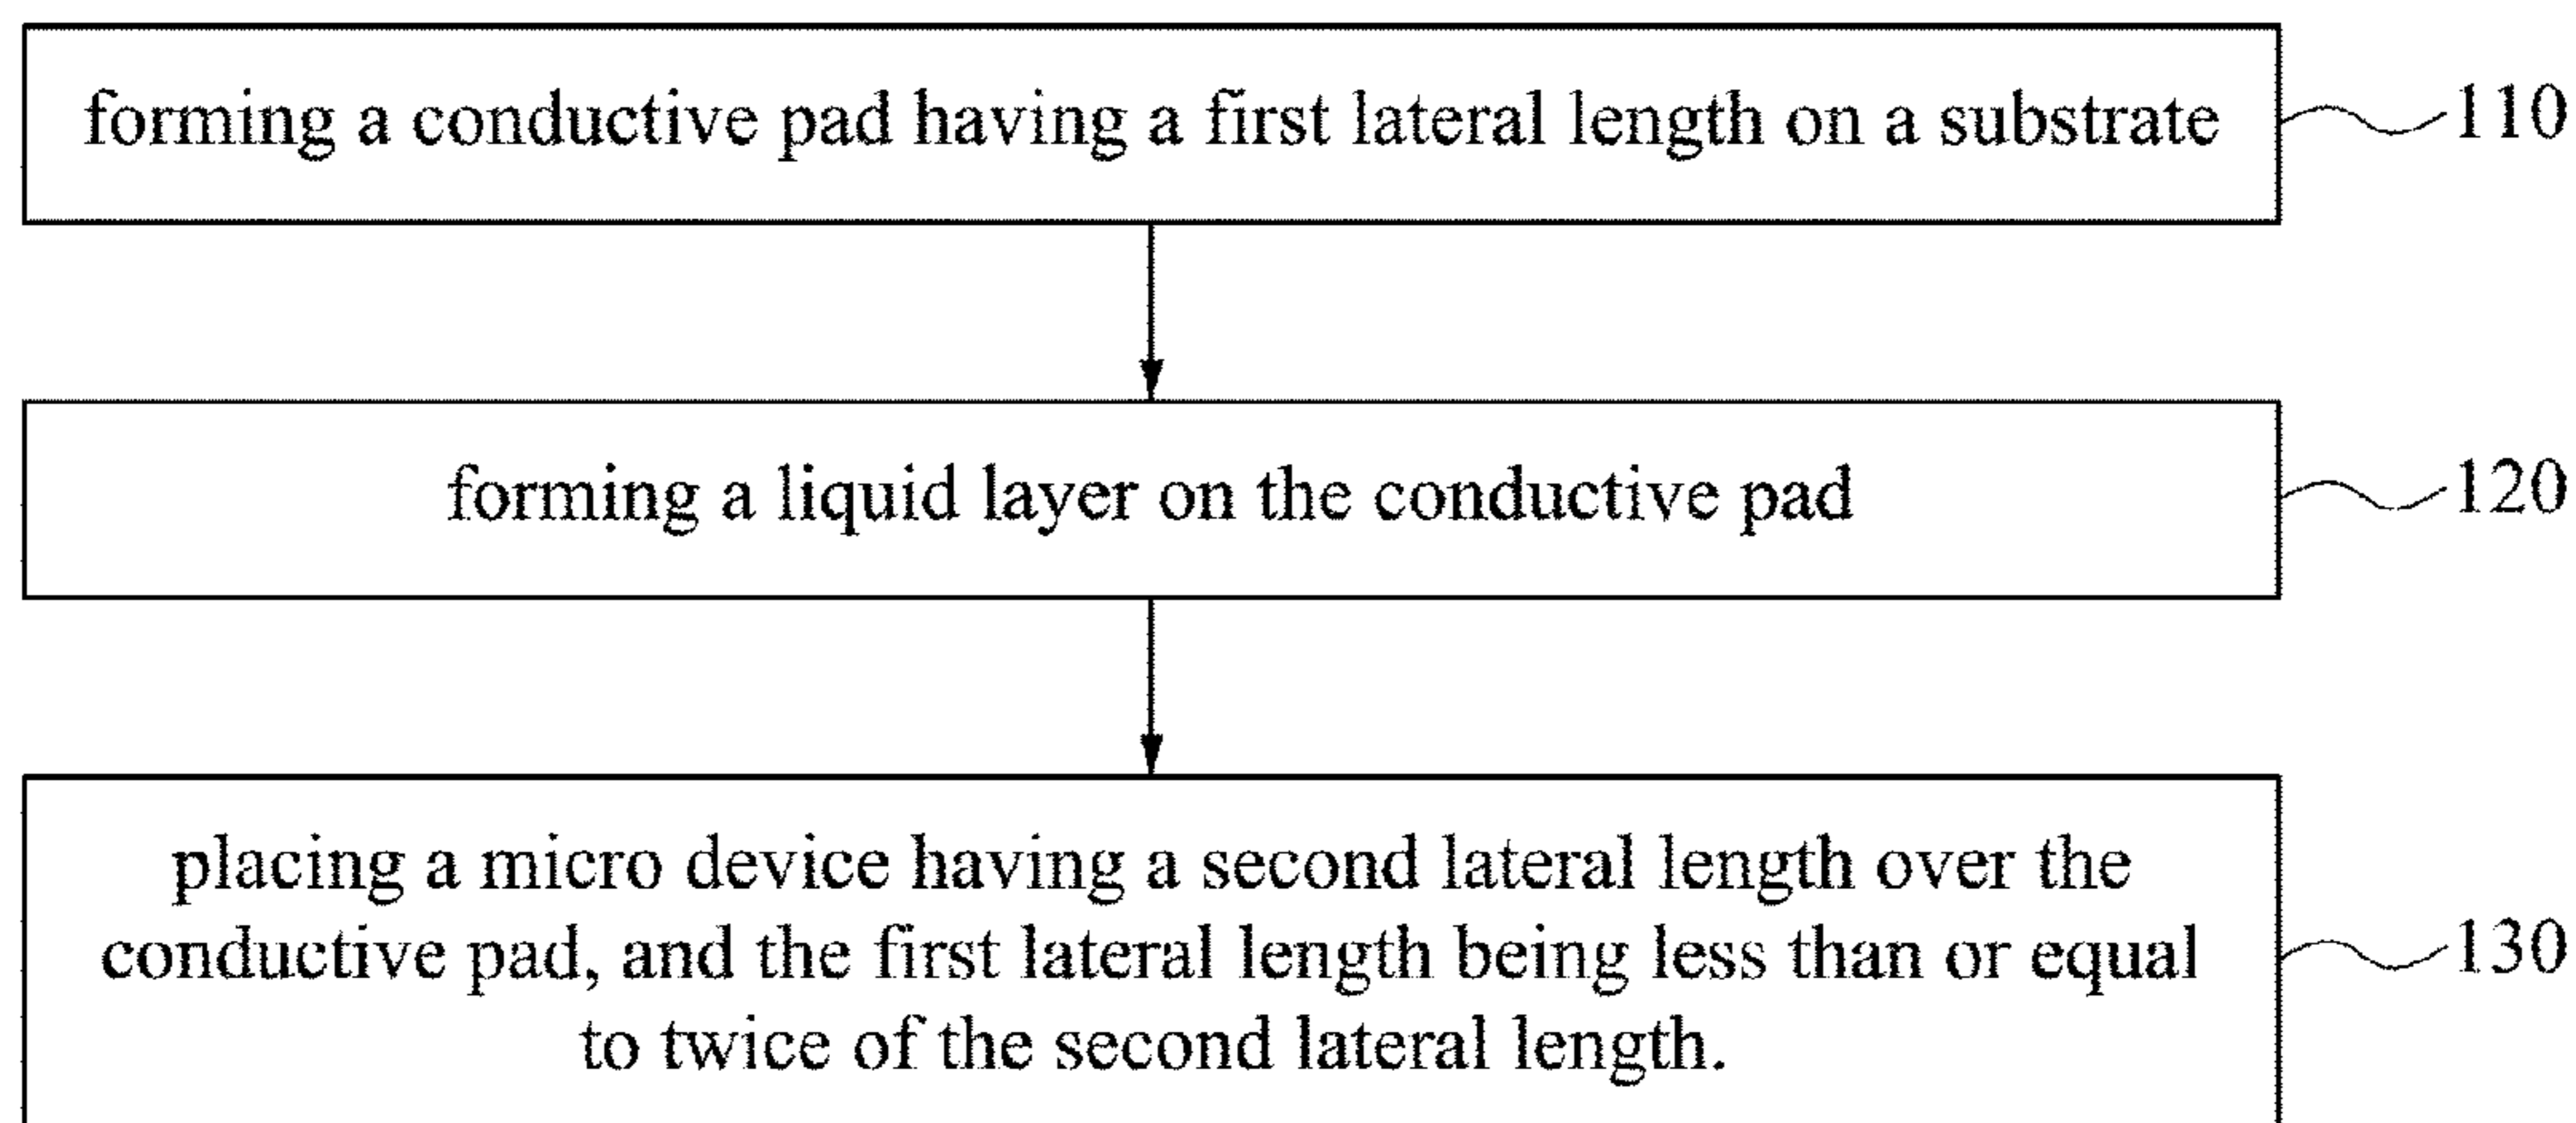 forming a conductive pad having a first lateral length on a substrate 110
forming a liquid layer on the conductive pad 120
placing a micro device having a second lateral length over the
conductive pad, and the first lateral length being less than or equal 130
to twice of the second lateral length.